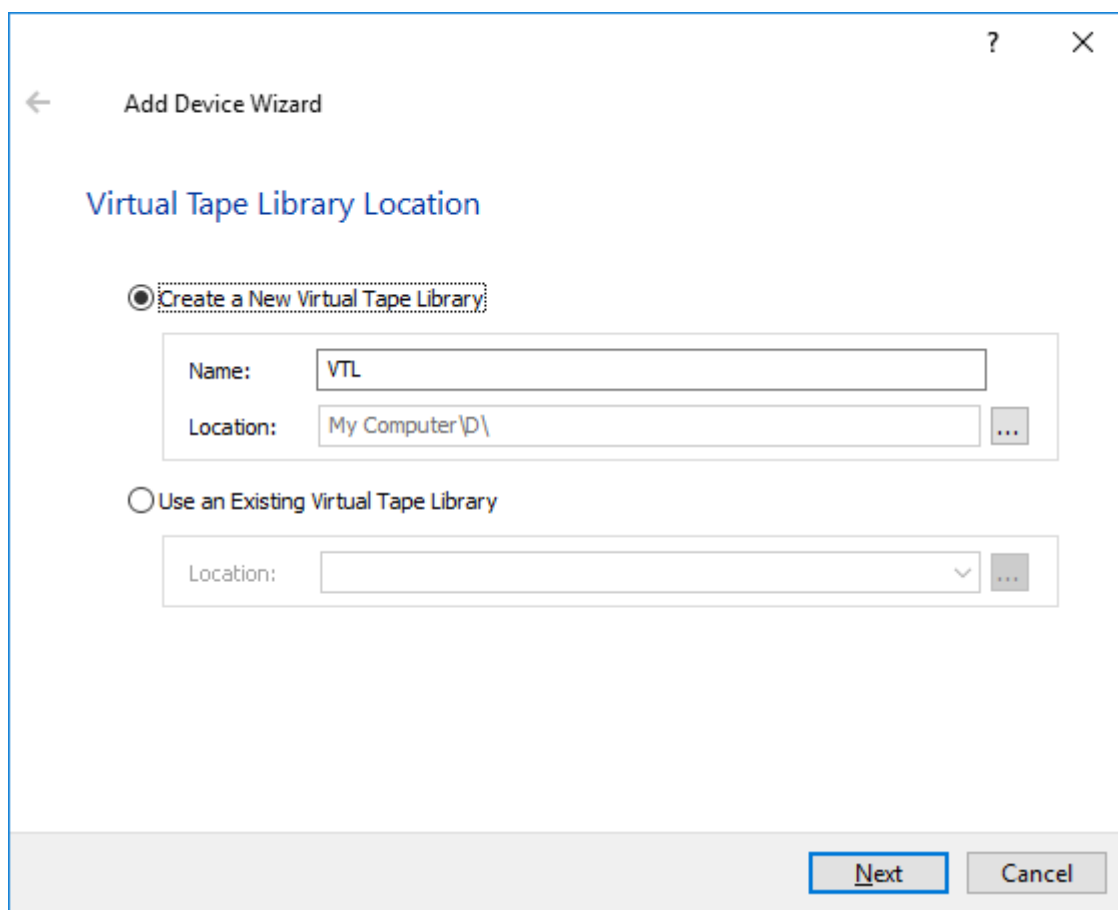 ?
Add Device Wizard
Virtual Tape Library Location
Create a New Virtual Tape Library
Name: VTL
Location: My Computer\D\ ...
Use an Existing Virtual Tape Library
Location: ...
Next Cancel